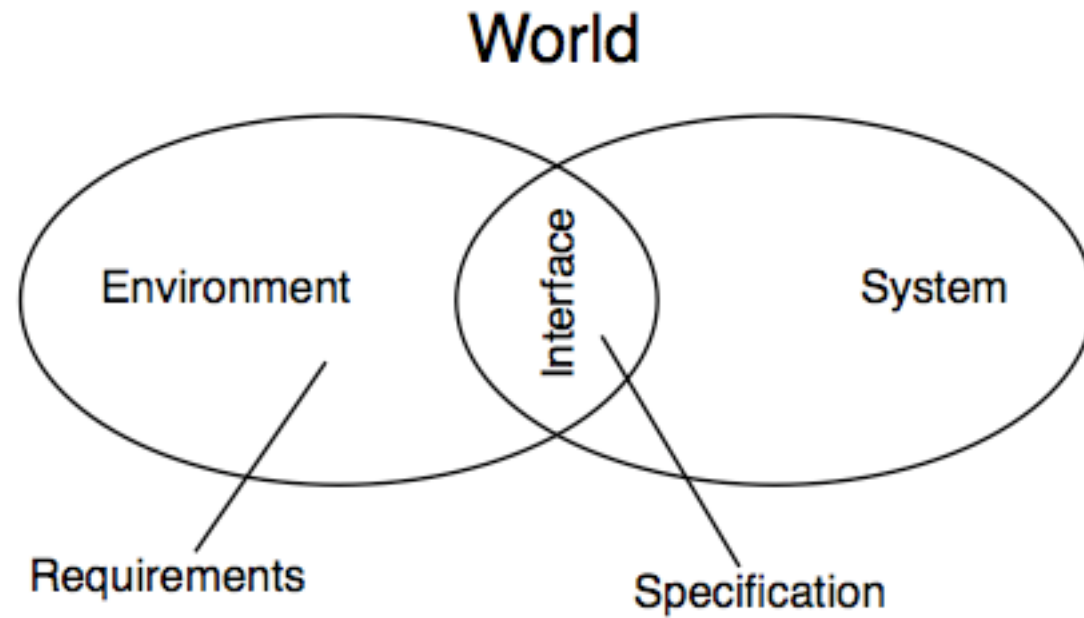 World
Environment
Interface
System
Requirements
Specification